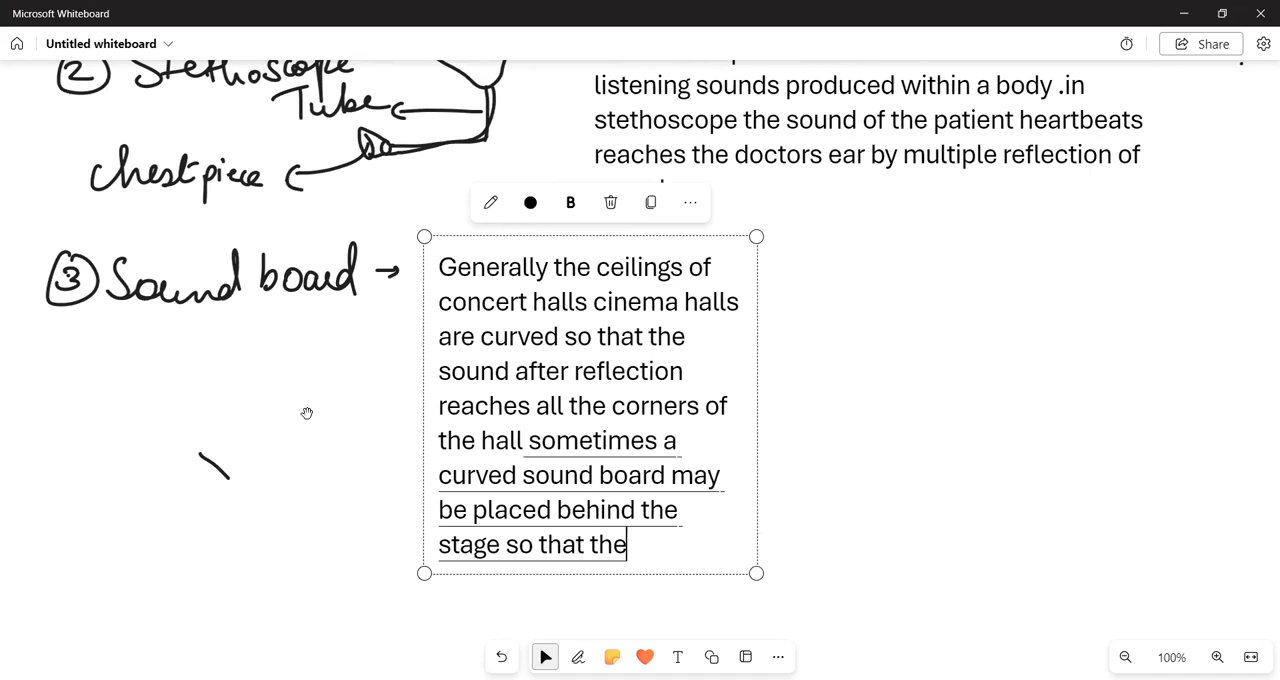 Microsoft Whiteboard
Untitled whiteboard
Share
② Stethoscope
Tube
chestpiece
listening sounds produced within a body .in
stethoscope the sound of the patient heartbeats
reaches the doctors ear by multiple reflection of
B
③ Sound board →
Generally the ceilings of
concert halls cinema halls
are curved so that the
sound after reflection
reaches all the corners of
the hall sometimes a
curved sound board may
be placed behind the
stage so that the
T
100%